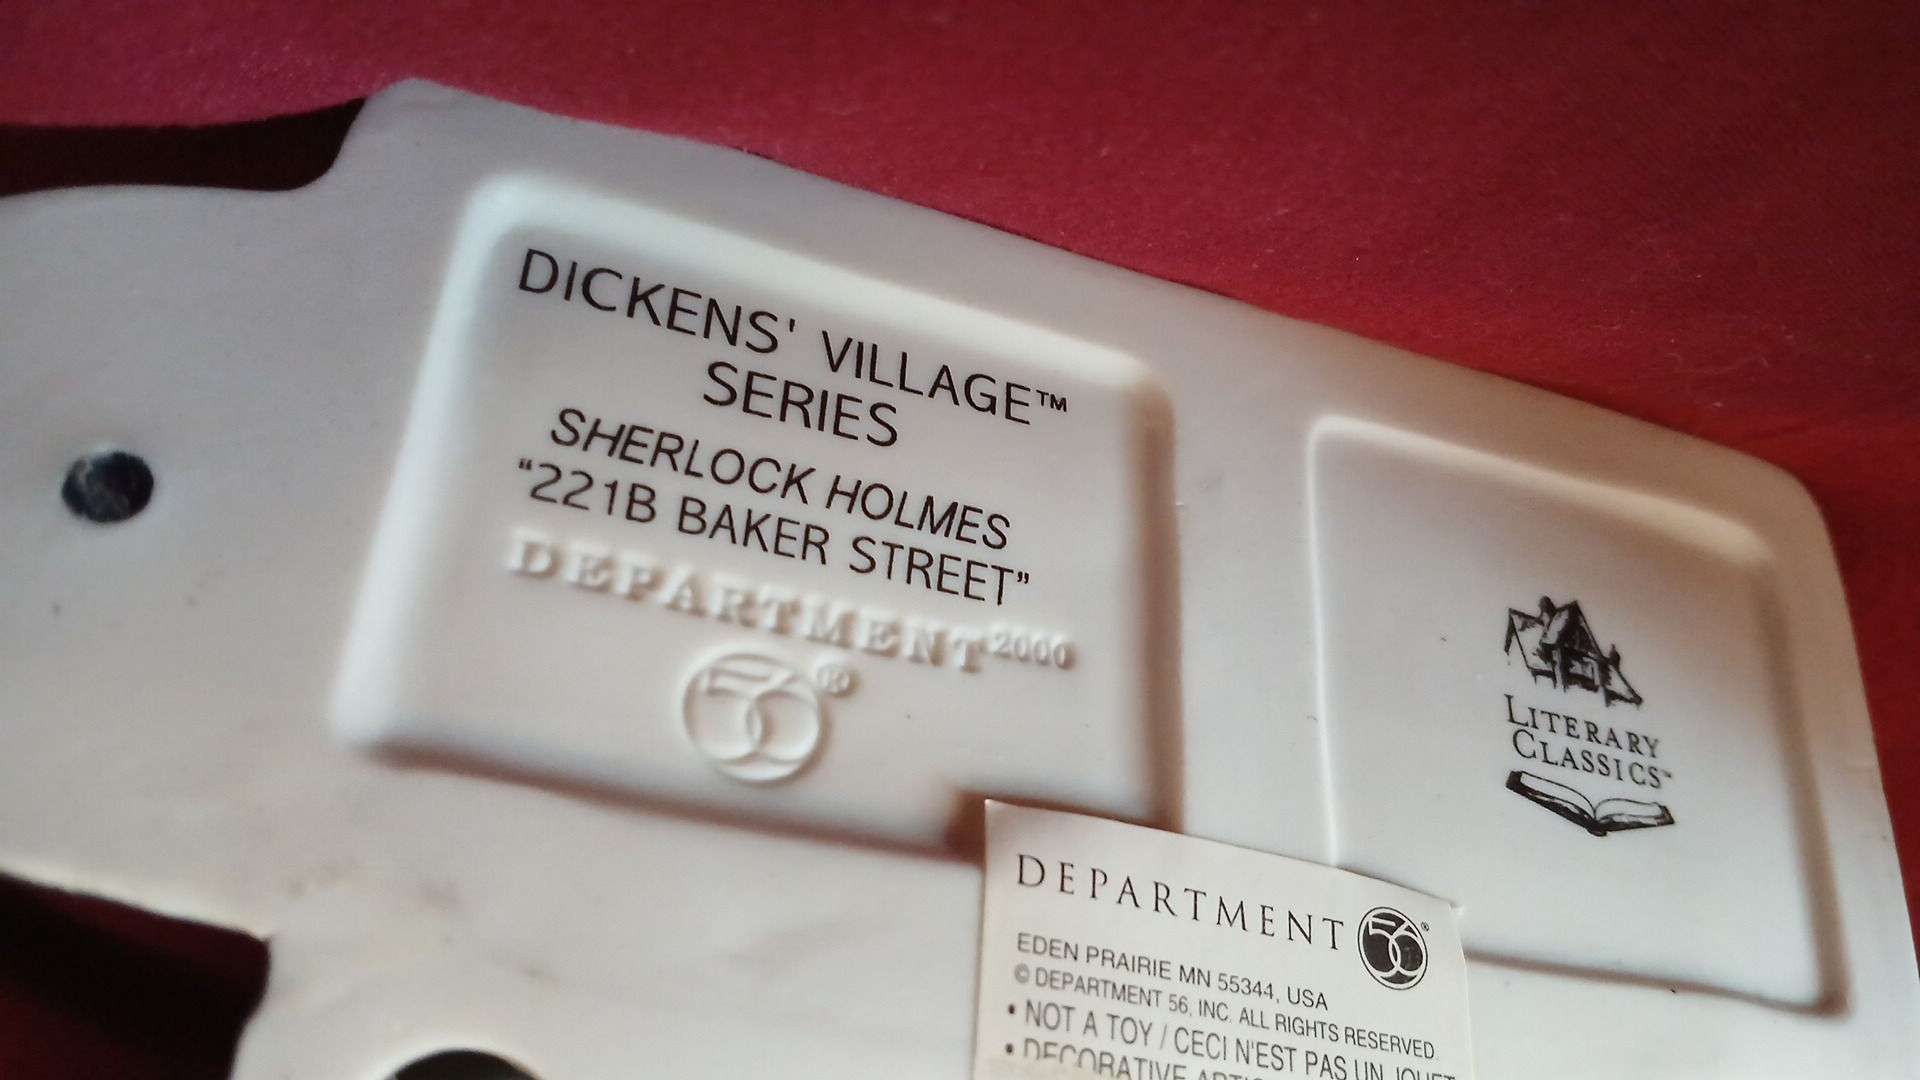 DICKENS' VILLAGE™
SERIES
SHERLOCK HOLMES
“221B BAKER STREET”
DEPARTMENT 2000
56®
LITERARY
CLASSICS™
DEPARTMENT 56®
EDEN PRAIRIE MN 55344, USA
© DEPARTMENT 56, INC. ALL RIGHTS RESERVED.
• NOT A TOY / CECI N'EST PAS UN JOUET
• DECORATIVE